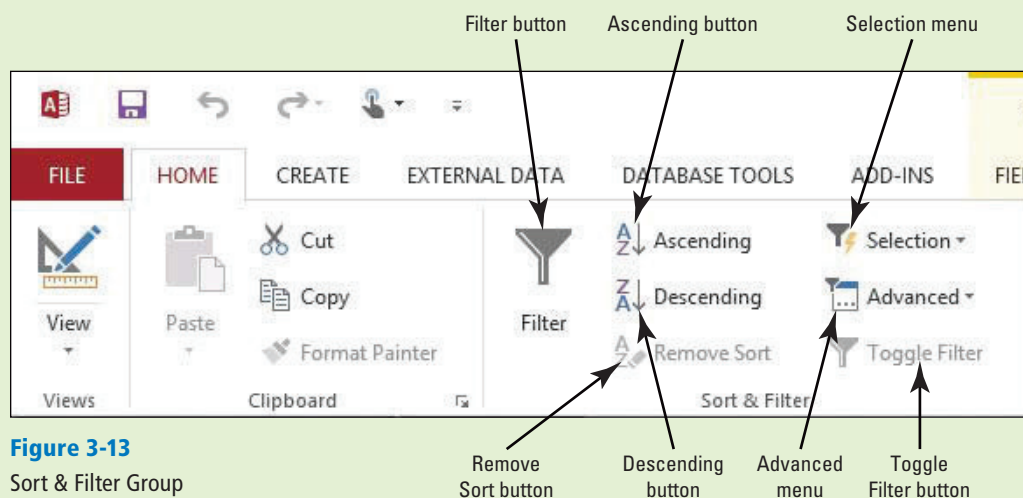 Filter button Ascending button Selection menu
FILE HOME CREATE EXTERNAL DATA DATABASE TOOLS ADD-INS
View
Views
Paste
Cut
Copy
Format Painter
Clipboard
Filter
A Z Ascending
Z A Descending
A Z Remove Sort
Selection
Advanced
Toggle Filter
Sort & Filter
Figure 3-13
Sort & Filter Group
Remove
Sort button
Descending
button
Advanced
menu
Toggle
Filter button